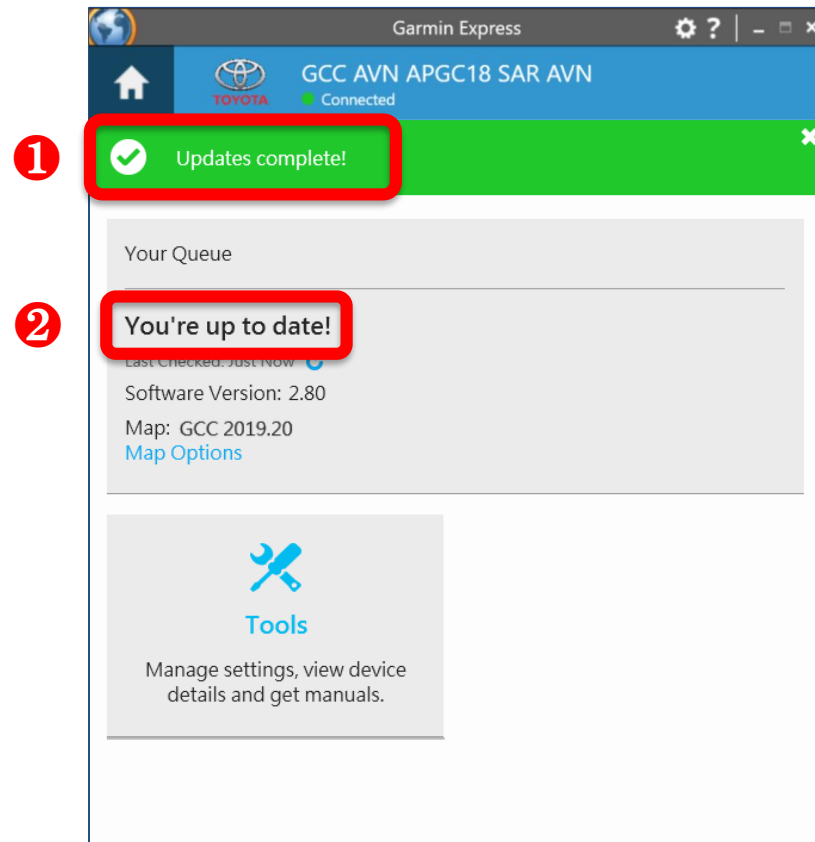 Garmin Express
?
TOYOTA
GCC AVN APGC18 SAR AVN
Connected
1
Updates complete!
Your Queue
2
You're up to date!
Last Checked: Just Now
Software Version: 2.80
Map: GCC 2019.20
Map Options
Tools
Manage settings, view device
details and get manuals.